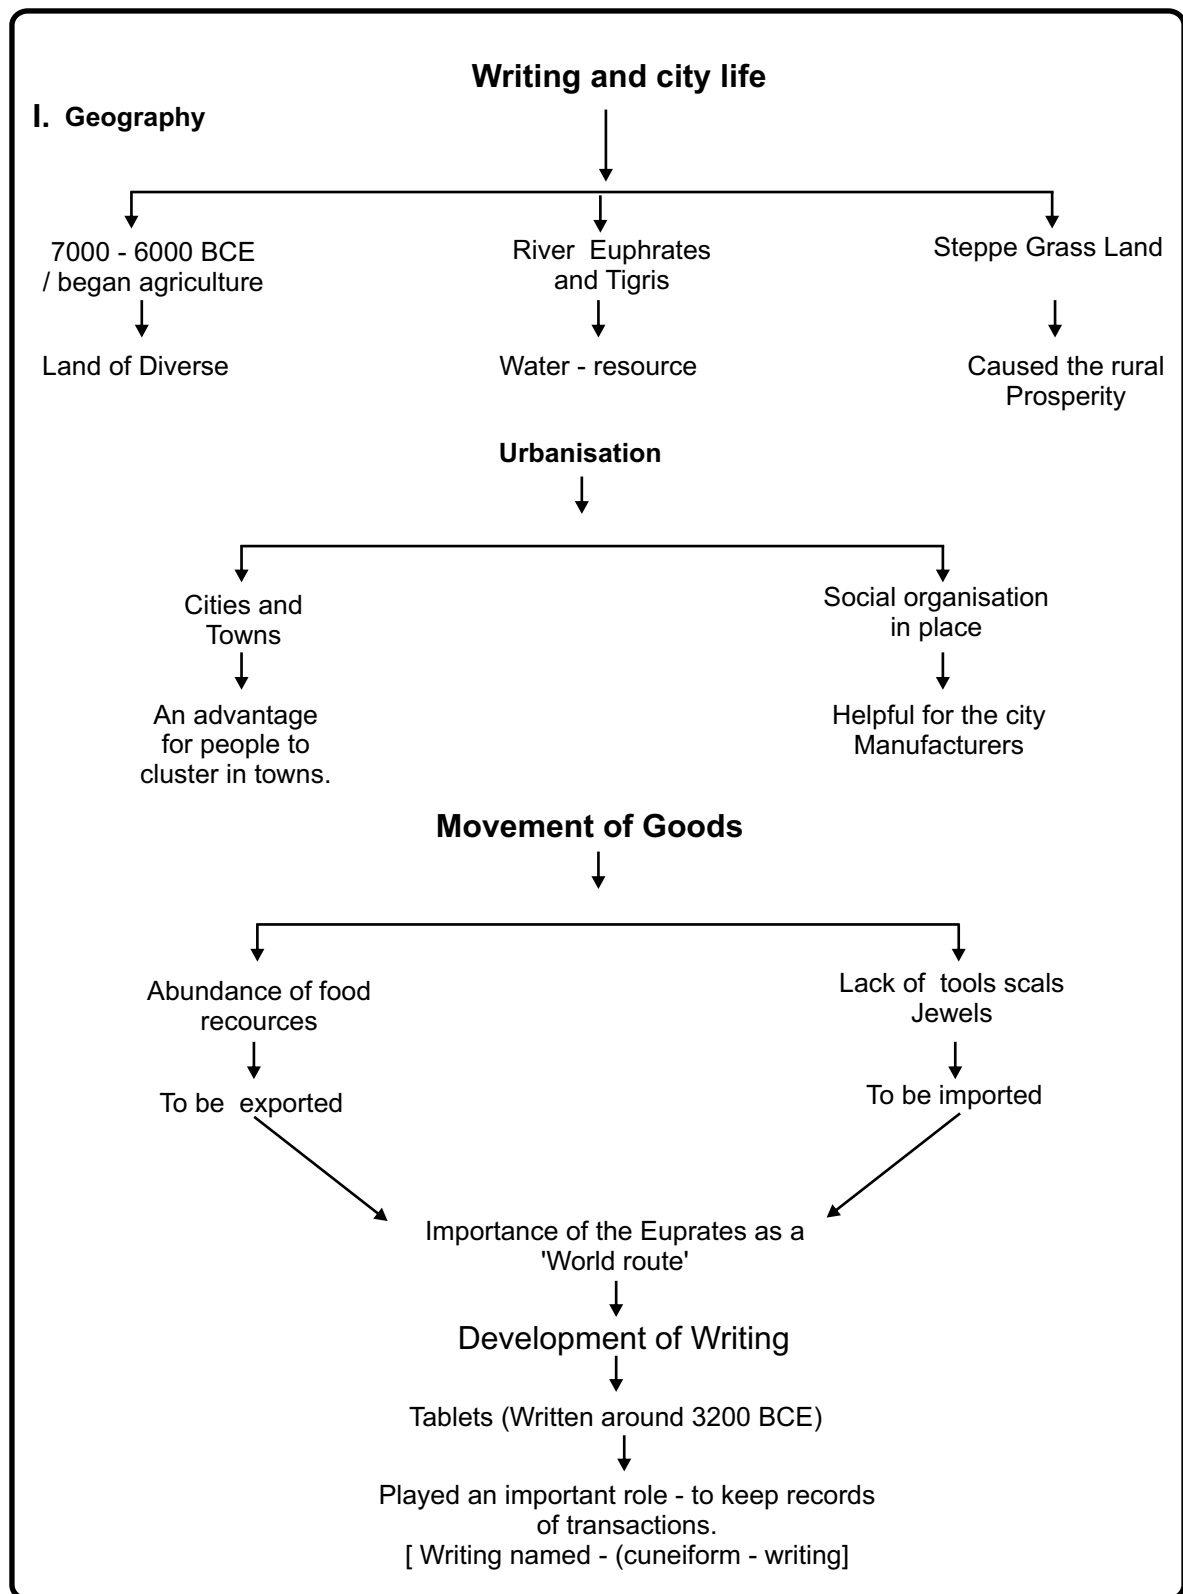 Writing and city life
I. Geography
7000 - 6000 BCE
/ began agriculture
River Euphrates
and Tigris
Steppe Grass Land
Land of Diverse
Water - resource
Caused the rural
Prosperity
Urbanisation
Cities and
Towns
Social organisation
in place
An advantage
for people to
cluster in towns.
Helpful for the city
Manufacturers
Movement of Goods
Abundance of food
recources
Lack of tools scals
Jewels
To be exported
To be imported
Importance of the Euprates as a
'World route'
Development of Writing
Tablets (Written around 3200 BCE)
Played an important role - to keep records
of transactions.
[ Writing named - (cuneiform - writing]